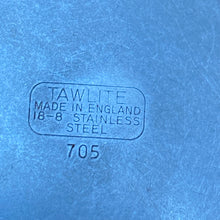 TAWLITE
MADE IN ENGLAND
18-8 STAINLESS
STEEL
705